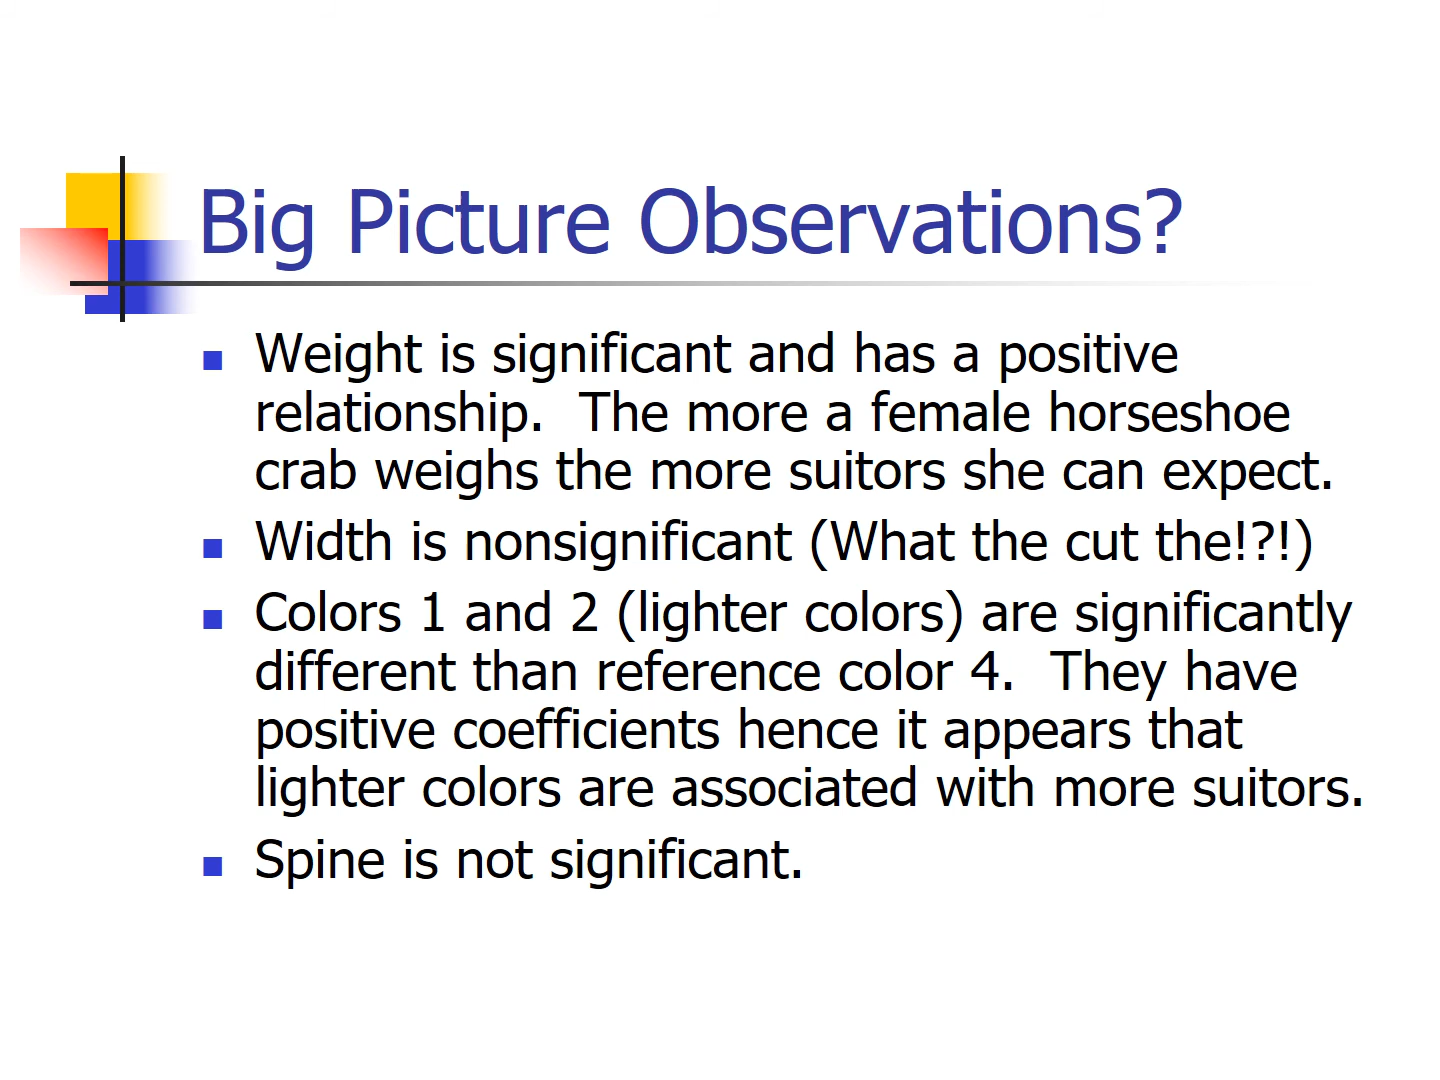 Big Picture Observations?
Weight is significant and has a positive
relationship.  The more a female horseshoe
crab weighs the more suitors she can expect.
Width is nonsignificant (What the cut the!?!)
Colors 1 and 2 (lighter colors) are significantly
different than reference color 4.  They have
positive coefficients hence it appears that
lighter colors are associated with more suitors.
Spine is not significant.